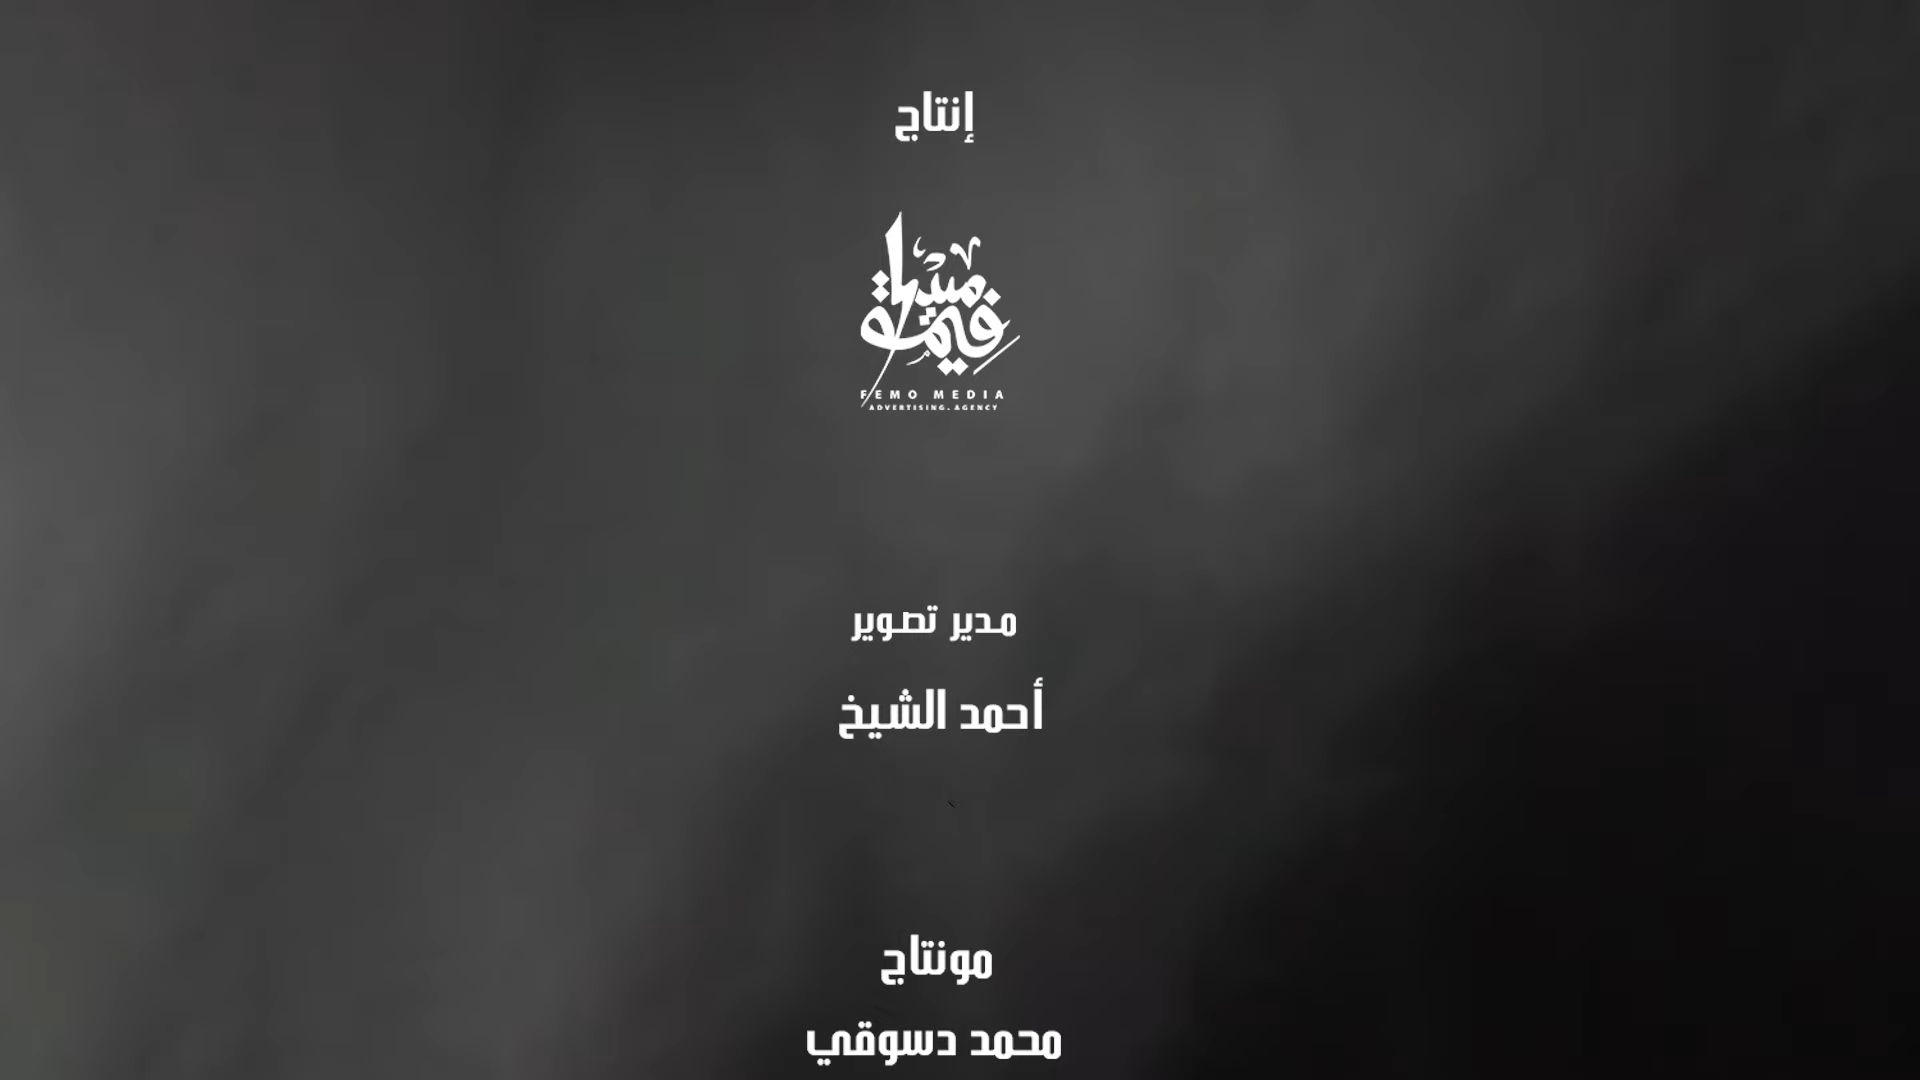 إنتاج
فيمو ميديا
FEMO MEDIA
ADVERTISING. AGENCY
مدير تصوير
أحمد الشيخ
مونتاج
محمد دسوقي